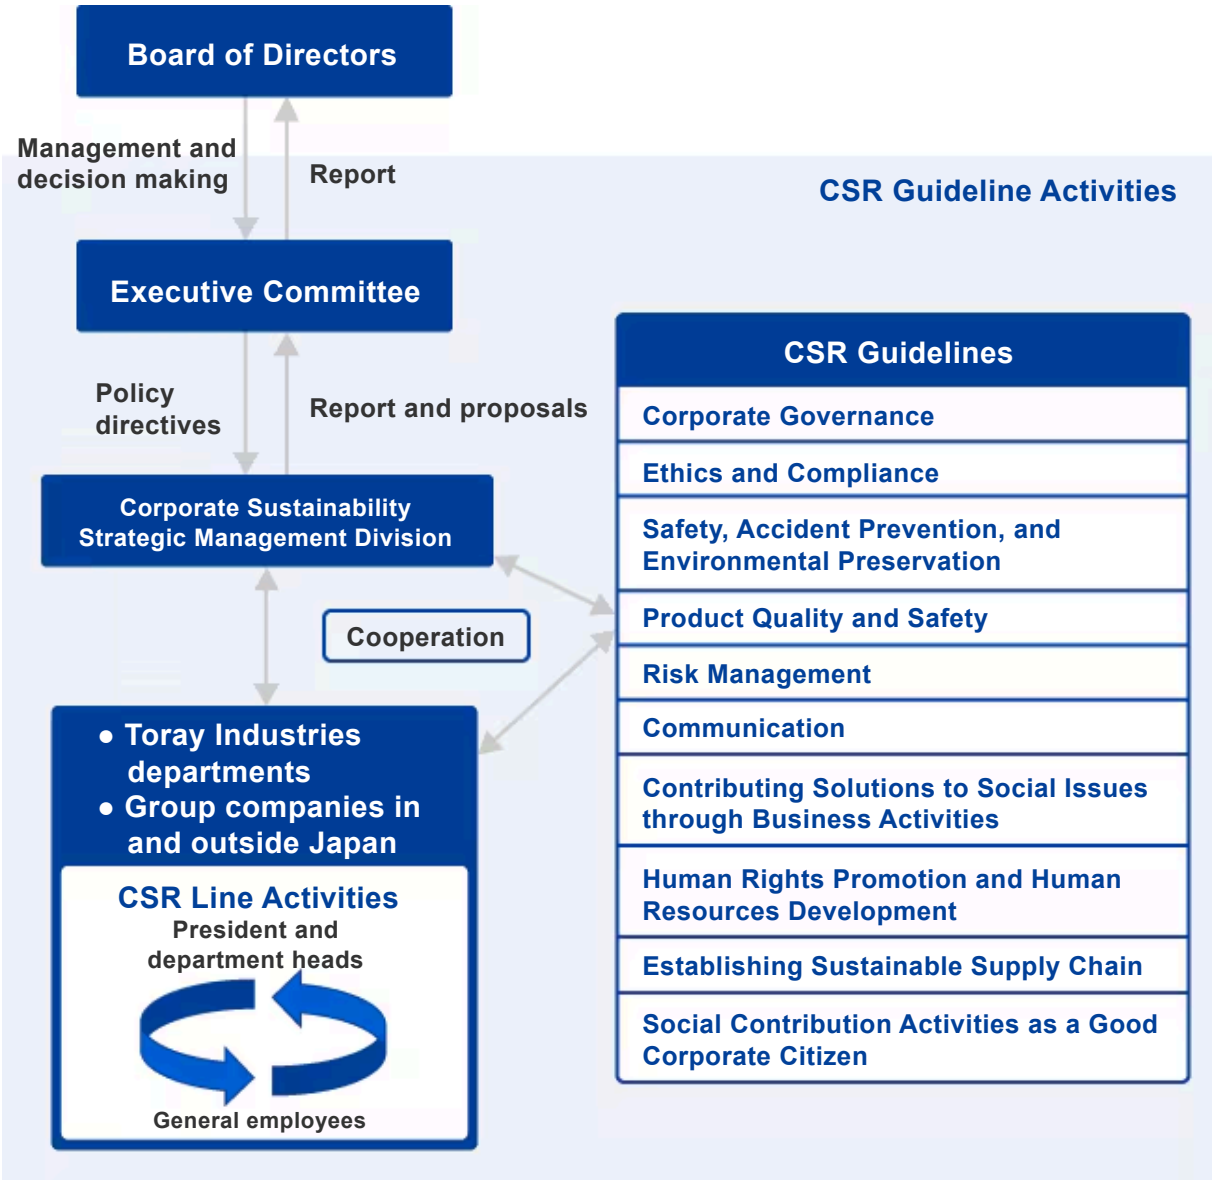 Board of Directors
Management and
decision making
Report
CSR Guideline Activities
Executive Committee
Policy
directives
Report and proposals
Corporate Sustainability
Strategic Management Division
Cooperation
● Toray Industries
departments
● Group companies in
and outside Japan
CSR Line Activities
President and
department heads
General employees
CSR Guidelines
Corporate Governance
Ethics and Compliance
Safety, Accident Prevention, and
Environmental Preservation
Product Quality and Safety
Risk Management
Communication
Contributing Solutions to Social Issues
through Business Activities
Human Rights Promotion and Human
Resources Development
Establishing Sustainable Supply Chain
Social Contribution Activities as a Good
Corporate Citizen